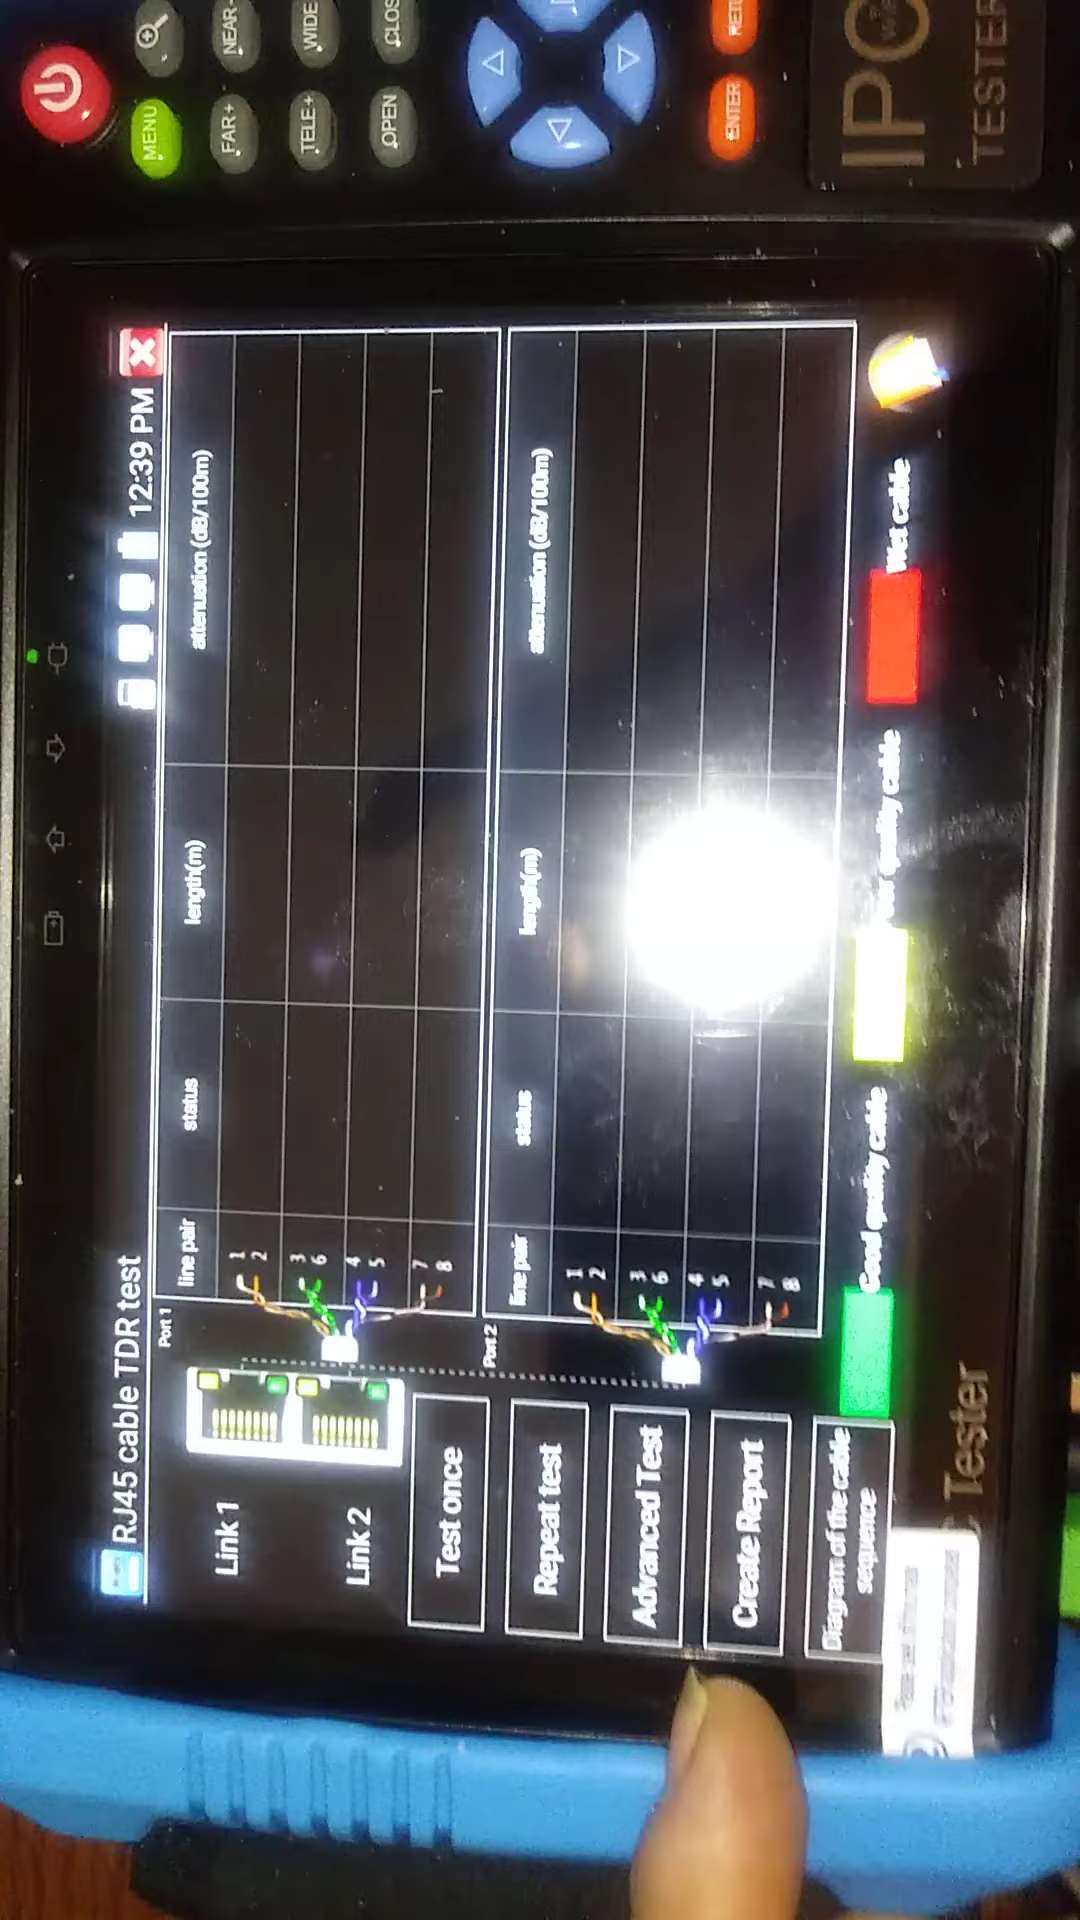 RJ45 cable TDR test
12:39 PM
Link 1
Link 2
Test once
Repeat test
Advanced Test
Create Report
Diagram of the cable
sequence
Port 1
line pair
status
length(m)
attenuation (dB/100m)
1
2
3
6
4
5
7
8
Port 2
line pair
status
length(m)
attenuation (dB/100m)
1
2
3
6
4
5
7
8
Good quality cable
quality cable
Wet cable
Tester
MENU
FAR+
NEAR-
TELE+
WIDE
OPEN
CLOS
ENTER
RETU
IPC
TESTER